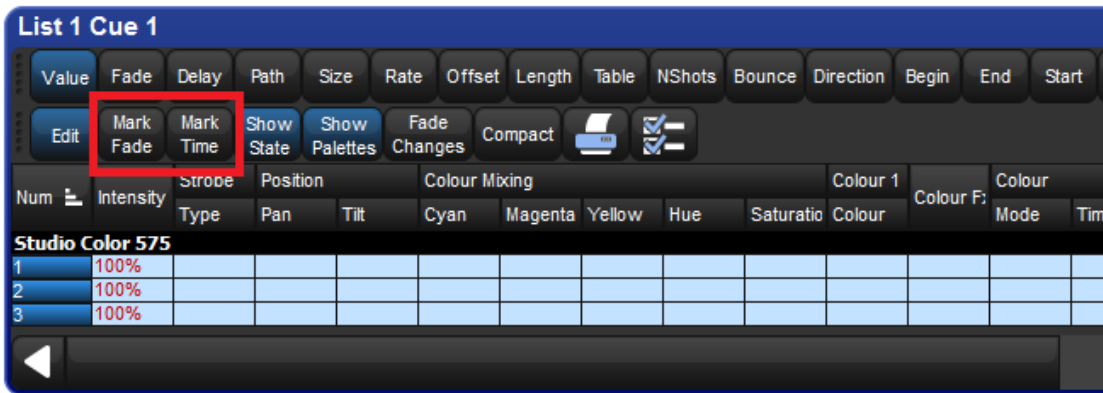 List 1 Cue 1
Value Fade Delay Path Size Rate Offset Length Table NShots Bounce Direction Begin End Start
Edit Mark Fade Mark Time Show State Show Palettes Fade Changes Compact
Num Intensity Strobe Position Colour Mixing Colour 1 Colour Fx Colour
Type Pan Tilt Cyan Magenta Yellow Hue Saturatio Colour Mode Tim
Studio Color 575
1 100%
2 100%
3 100%